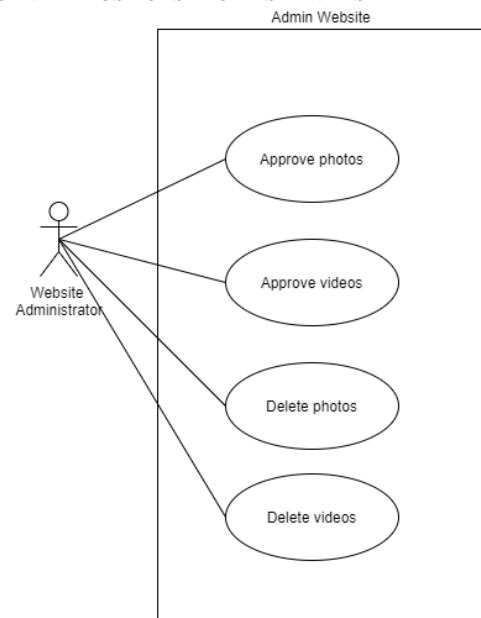 Admin Website
Approve photos
Approve videos
Website
Administrator
Delete photos
Delete videos